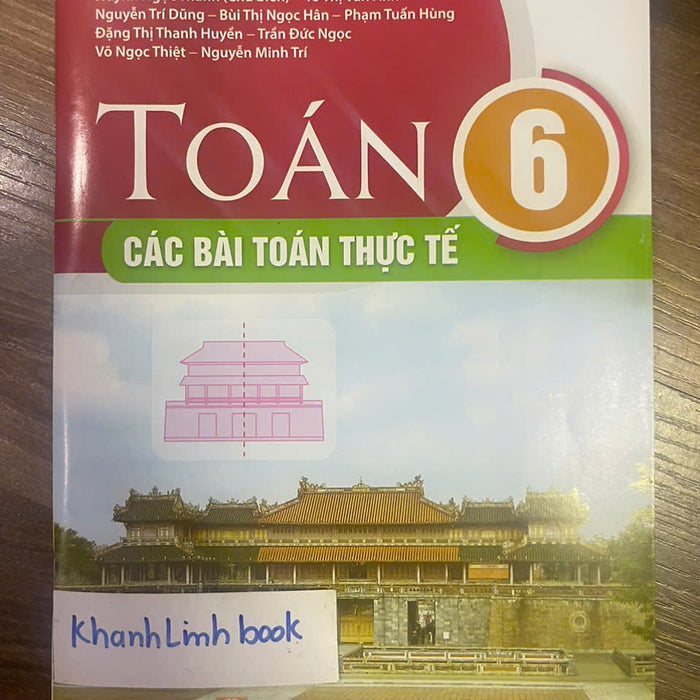 Nguyễn Trí Dũng – Bùi Thị Ngọc Hân – Phạm Tuấn Hùng
Đặng Thị Thanh Huyền – Trần Đức Ngọc
Võ Ngọc Thiệt – Nguyễn Minh Trí
TOÁN 6
CÁC BÀI TOÁN THỰC TẾ
KhanhLinh book